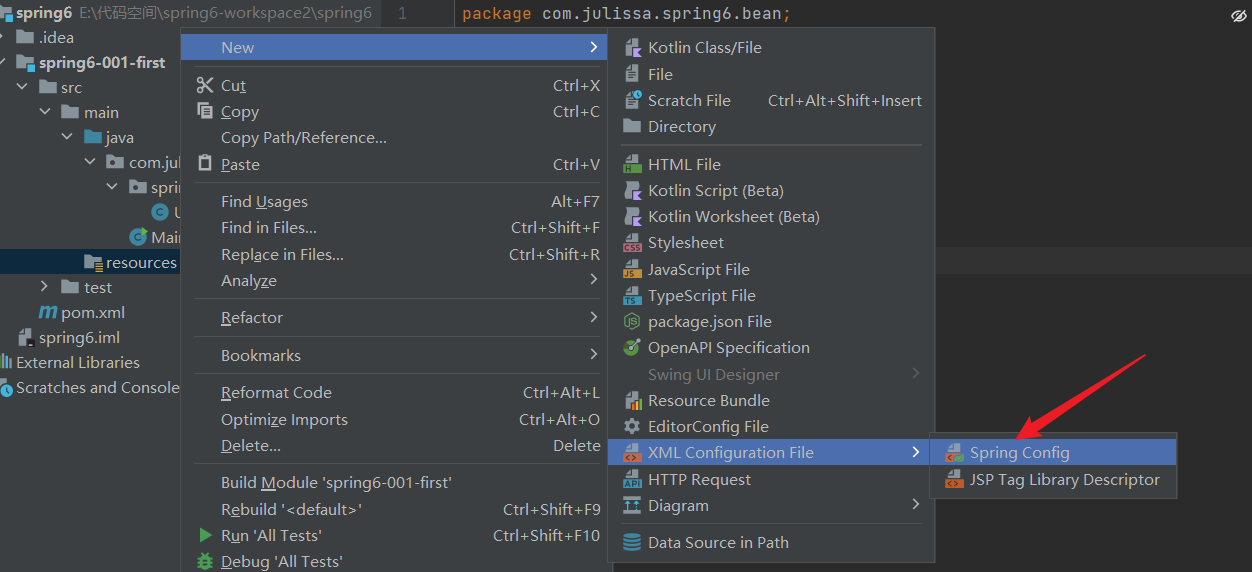 spring6 E:\代码空间\spring6-workspace2\spring6
.idea
spring6-001-first
src
main
java
com.jul
spri
U
Mai
resources
test
pom.xml
spring6.iml
External Libraries
Scratches and Console
1 package com.julissa.spring6.bean;
New
Cut Ctrl+X
Copy Ctrl+C
Copy Path/Reference...
Paste Ctrl+V
Find Usages Alt+F7
Find in Files... Ctrl+Shift+F
Replace in Files... Ctrl+Shift+R
Analyze
Refactor
Bookmarks
Reformat Code Ctrl+Alt+L
Optimize Imports Ctrl+Alt+O
Delete... Delete
Build Module 'spring6-001-first'
Rebuild '<default>' Ctrl+Shift+F9
Run 'All Tests' Ctrl+Shift+F10
Debug 'All Tests'
Kotlin Class/File
File
Scratch File Ctrl+Alt+Shift+Insert
Directory
HTML File
Kotlin Script (Beta)
Kotlin Worksheet (Beta)
Stylesheet
JavaScript File
TypeScript File
package.json File
OpenAPI Specification
Swing UI Designer
Resource Bundle
EditorConfig File
XML Configuration File
HTTP Request
Diagram
Data Source in Path
Spring Config
JSP Tag Library Descriptor